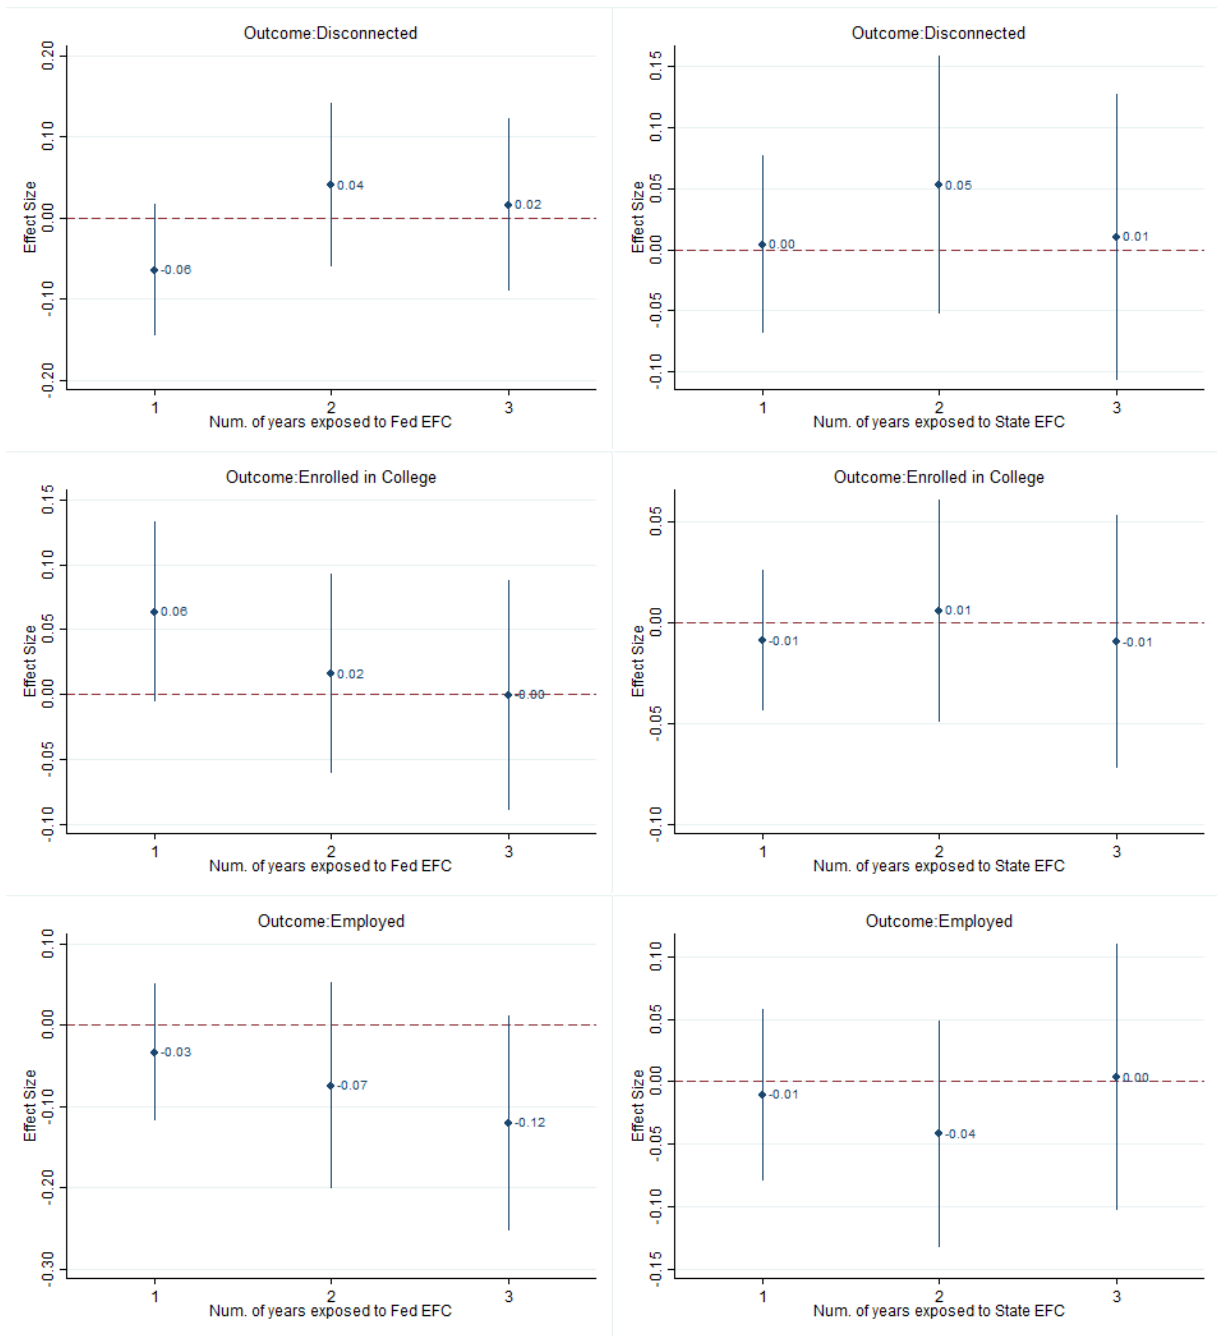 Outcome:Disconnected
Effect Size
0.20
0.10
0.00
-0.10
-0.20
-0.06
0.04
0.02
1 2 3
Num. of years exposed to Fed EFC
Outcome:Disconnected
Effect Size
0.15
0.10
0.05
0.00
-0.05
-0.10
0.00
0.05
0.01
1 2 3
Num. of years exposed to State EFC
Outcome:Enrolled in College
Effect Size
0.15
0.10
0.05
0.00
-0.05
-0.10
0.06
0.02
-0.00
1 2 3
Num. of years exposed to Fed EFC
Outcome:Enrolled in College
Effect Size
0.05
0.00
-0.05
-0.10
-0.01
0.01
-0.01
1 2 3
Num. of years exposed to State EFC
Outcome:Employed
Effect Size
0.10
0.00
-0.10
-0.20
-0.30
-0.03
-0.07
-0.12
1 2 3
Num. of years exposed to Fed EFC
Outcome:Employed
Effect Size
0.10
0.05
0.00
-0.05
-0.10
-0.15
-0.01
-0.04
0.00
1 2 3
Num. of years exposed to State EFC